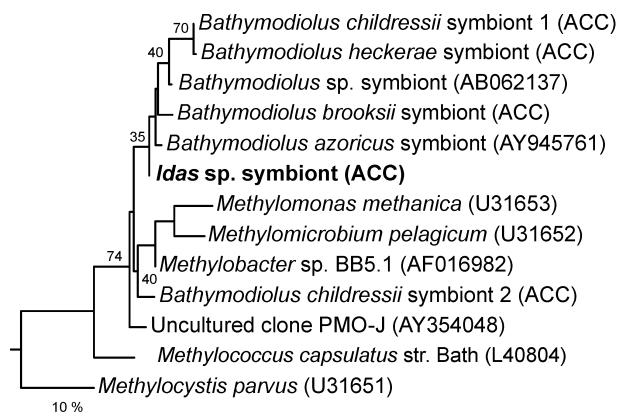 70
Bathymodiolus childressii symbiont 1 (ACC)
40
Bathymodiolus heckerae symbiont (ACC)
Bathymodiolus sp. symbiont (AB062137)
Bathymodiolus brooksii symbiont (ACC)
35
Bathymodiolus azoricus symbiont (AY945761)
Idas sp. symbiont (ACC)
Methylomonas methanica (U31653)
Methylomicrobium pelagicum (U31652)
74
Methylobacter sp. BB5.1 (AF016982)
40
Bathymodiolus childressii symbiont 2 (ACC)
Uncultured clone PMO-J (AY354048)
Methylococcus capsulatus str. Bath (L40804)
Methylocystis parvus (U31651)
10 %